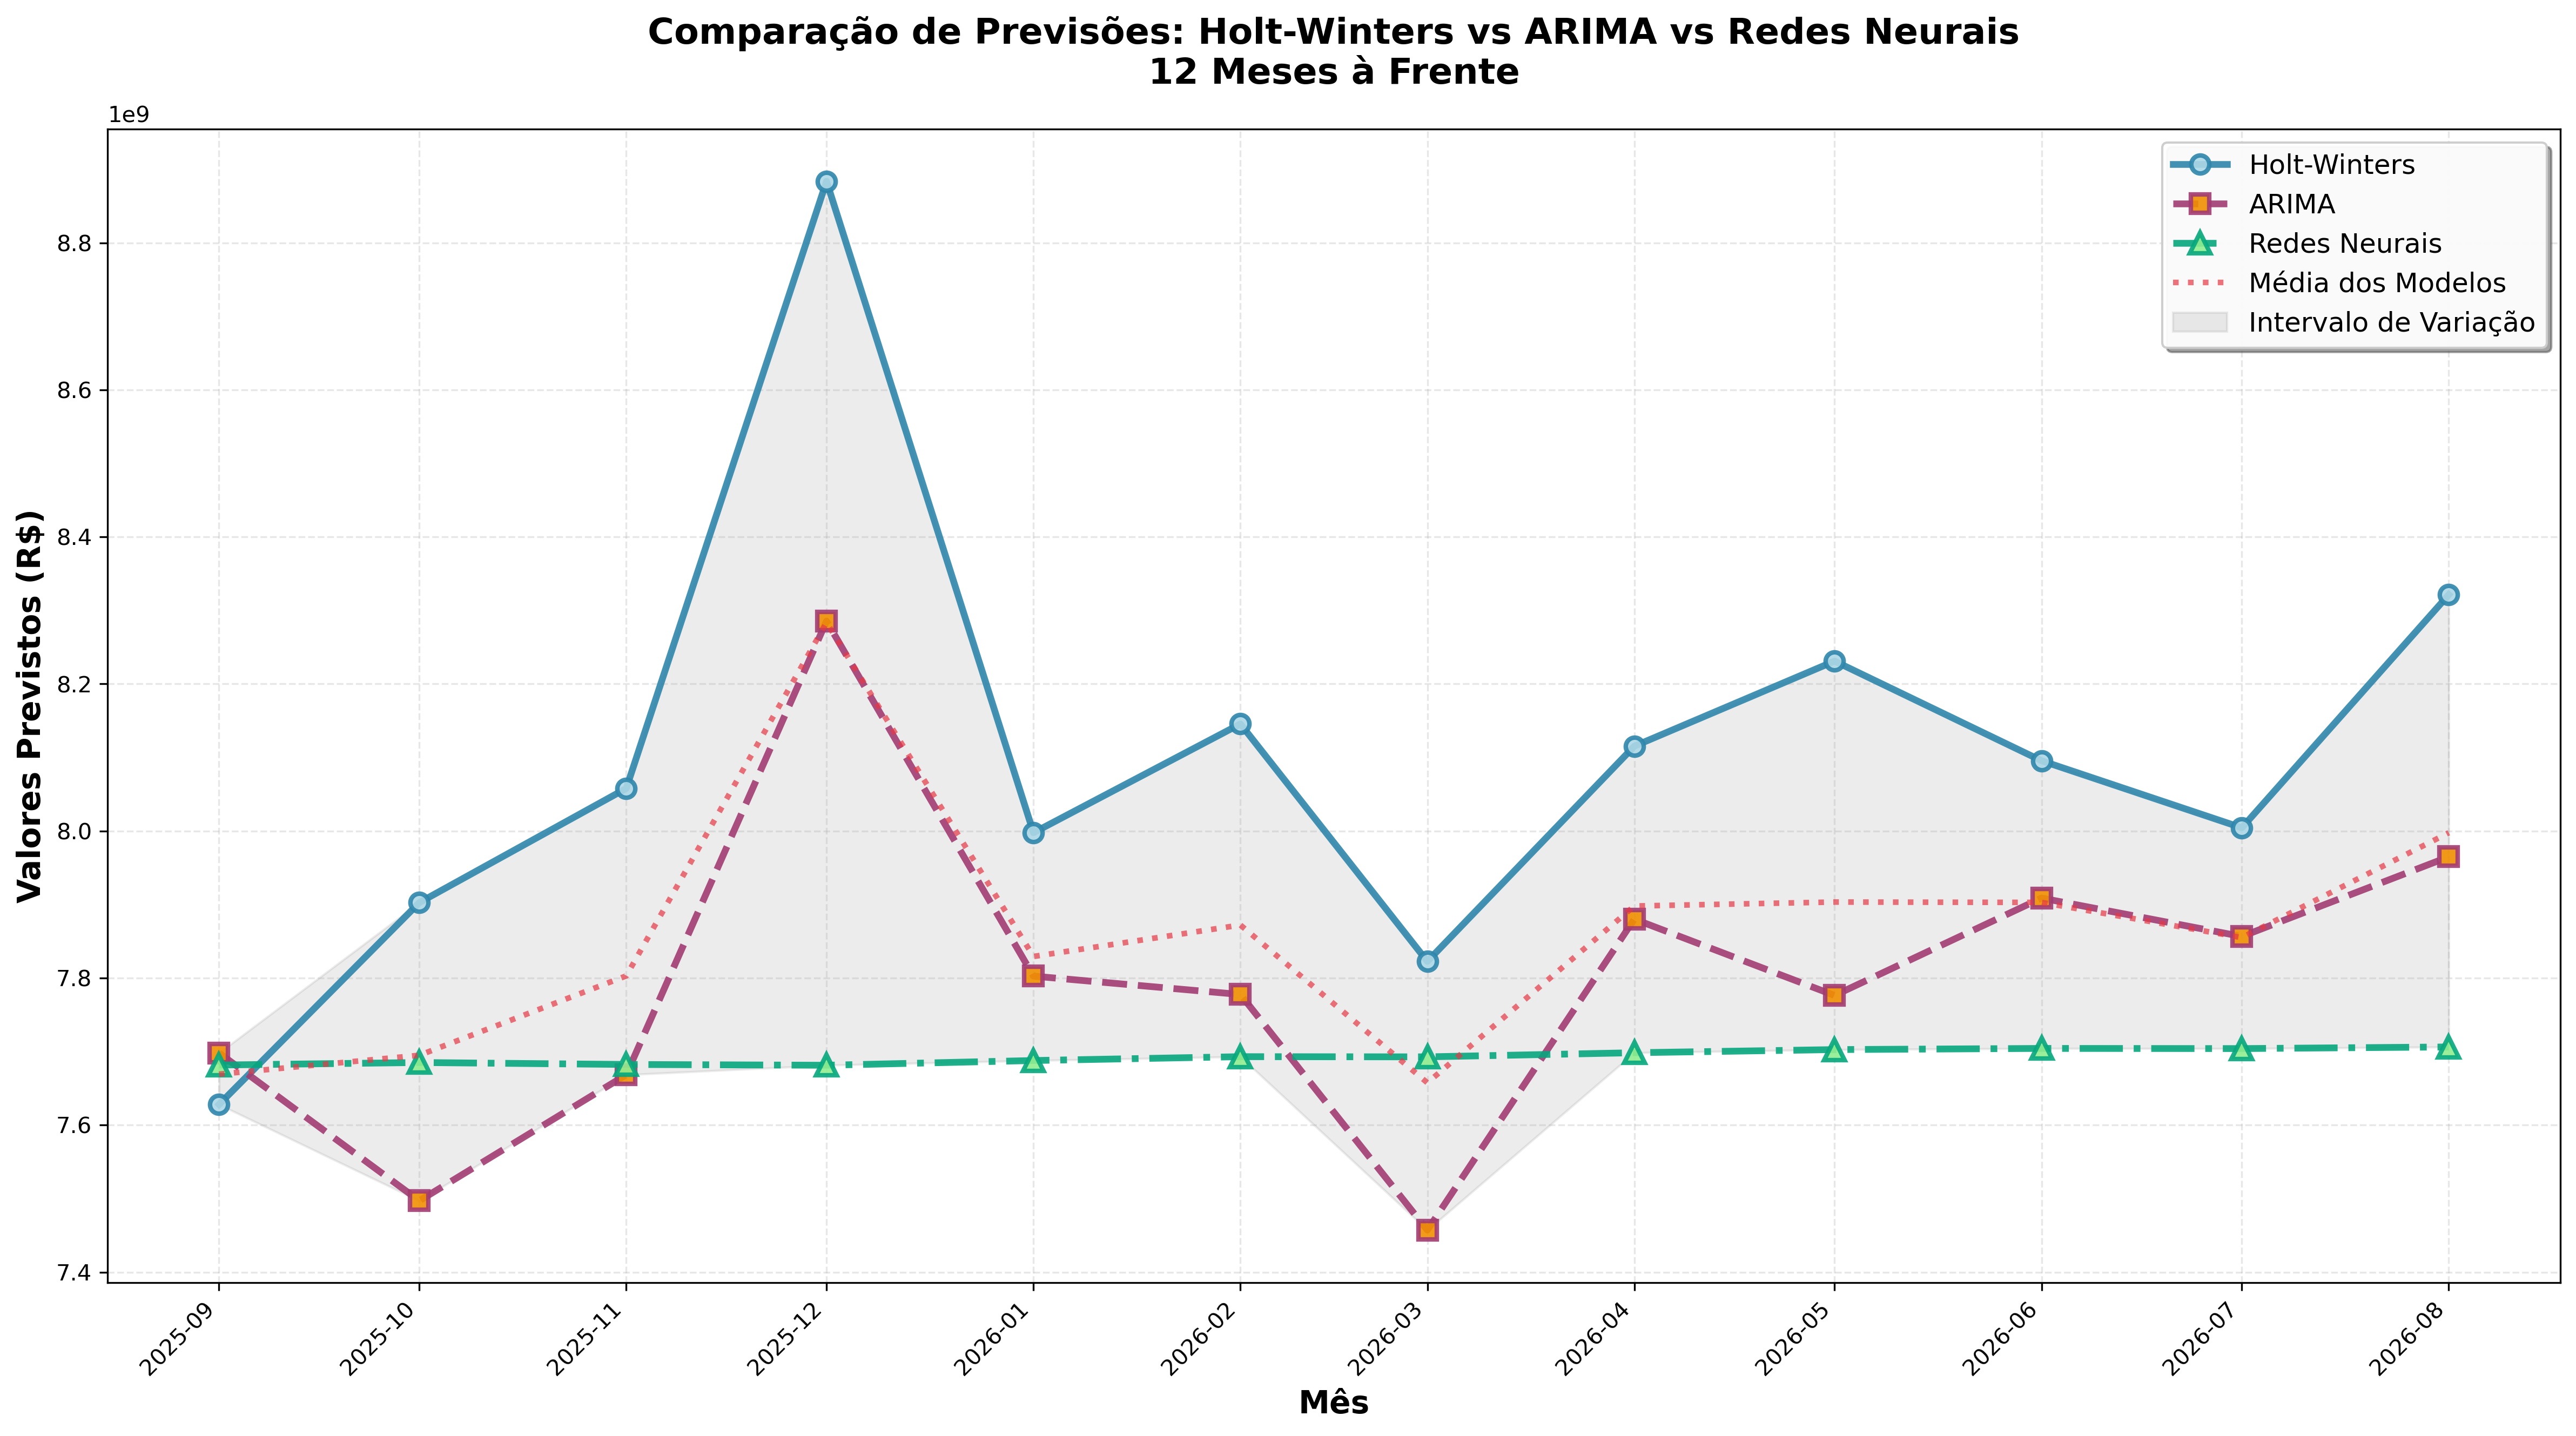 Comparação de Previsões: Holt-Winters vs ARIMA vs Redes Neurais
12 Meses à Frente
1e9
Holt-Winters
ARIMA
Redes Neurais
Média dos Modelos
Intervalo de Variação
Valores Previstos (R$)
8.8
8.6
8.4
8.2
8.0
7.8
7.6
7.4
2025-09
2025-10
2025-11
2025-12
2026-01
2026-02
2026-03
2026-04
2026-05
2026-06
2026-07
2026-08
Mês